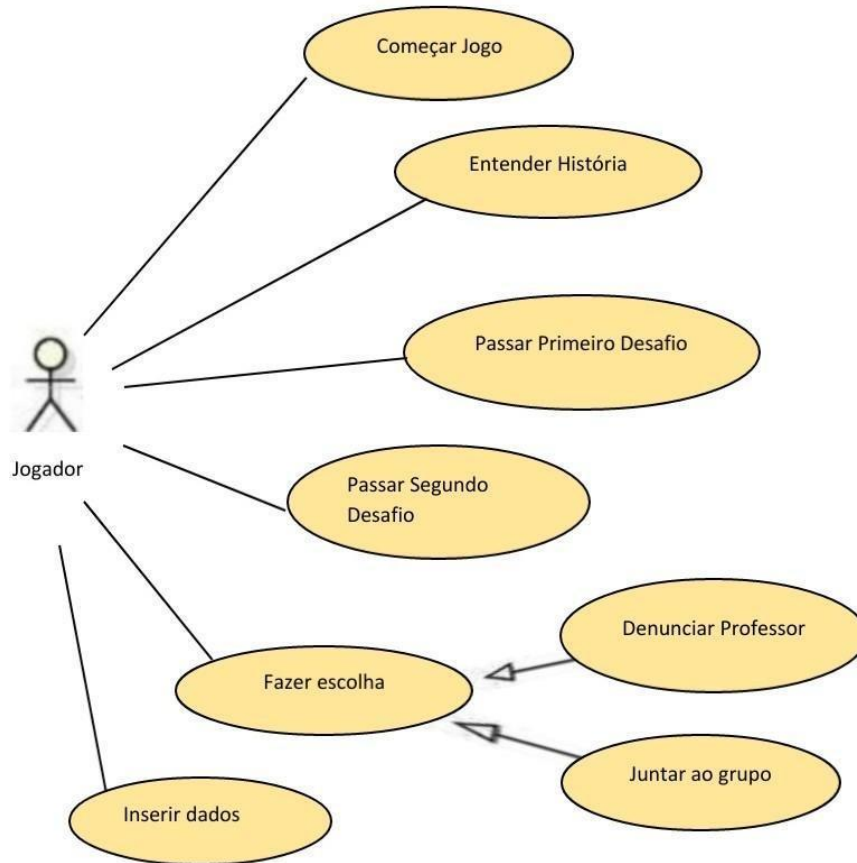 Começar Jogo
Entender História
Passar Primeiro Desafio
Jogador
Passar Segundo
Desafio
Denunciar Professor
Fazer escolha
Juntar ao grupo
Inserir dados